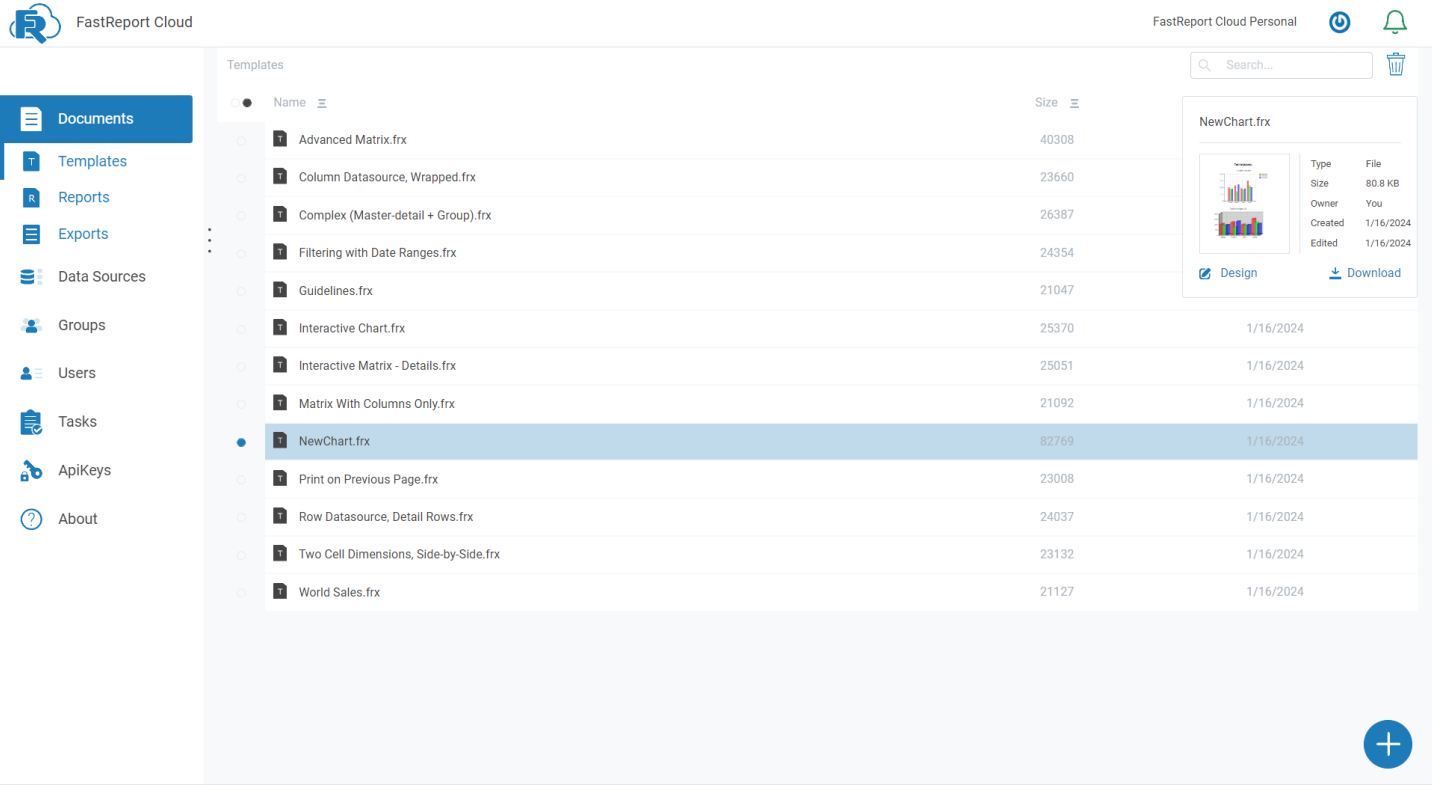 FastReport Cloud
FastReport Cloud Personal
Templates
Search...
Documents
Templates
Reports
Exports
Data Sources
Groups
Users
Tasks
ApiKeys
About
Name Size
Advanced Matrix.frx 40308
Column Datasource, Wrapped.frx 23660
Complex (Master-detail + Group).frx 26387
Filtering with Date Ranges.frx 24354
Guidelines.frx 21047
Interactive Chart.frx 25370 1/16/2024
Interactive Matrix - Details.frx 25051 1/16/2024
Matrix With Columns Only.frx 21092 1/16/2024
NewChart.frx 82769 1/16/2024
Print on Previous Page.frx 23008 1/16/2024
Row Datasource, Detail Rows.frx 24037 1/16/2024
Two Cell Dimensions, Side-by-Side.frx 23132 1/16/2024
World Sales.frx 21127 1/16/2024
NewChart.frx
Type File
Size 80.8 KB
Owner You
Created 1/16/2024
Edited 1/16/2024
Design Download